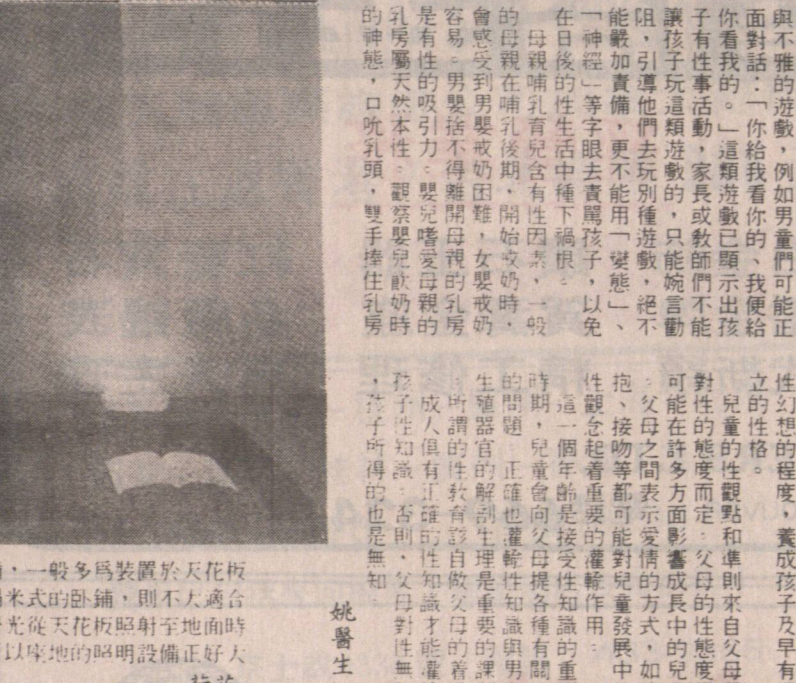 與不雅的遊戲，例如男童們可能正
面對話：「你給我看你的、我便給
你看我的。」這類遊戲已顯示出孩
子有性事活動，家長或教師們不能
讓孩子玩這類遊戲的，只能婉言勸
阻，引導他們去玩別種遊戲，絕不
能嚴加責備，更不能用「變態」、
「神經」等字眼去責罵孩子，以免
在日後的性生活中種下禍根。
母親哺乳育兒含有性因素，一般
的母親在哺乳後期，開始戒奶時，
會感受到男嬰戒奶困難，女嬰戒奶
容易。男嬰捨不得離開母親的乳房
是有性的吸引力。嬰兒嗜愛母親的
乳房屬天然本性。觀察嬰兒歡奶時
的神態，口吮乳頭，雙手捧住乳房
性幻想的程度，養成孩子及早有
立的性格。
兒童的性觀點和準則來自父母
對性的態度而定。父母的性態度
可能在許多方面影響成長中的兒
。父母之間表示愛情的方式，如
抱、接吻等都可能對兒童發展中
性觀念起着重要的灌輸作用。
這一個年齡是接受性知識的重
時期，兒童會向父母提各種有關
的問題 正確也灌輸性知識與男
生殖器官的解剖生理是重要的課
。所謂的性教育該自做父母的着
成人俱有正確的性知識才能灌
孩子性知識。否則，父母對性無
，孩子所得的也是無知
姚醫生
，一般多爲裝置於天花板
米式的卧鋪，則不大適合
光從天花板照射至地面時
以座地的照明設備正好大